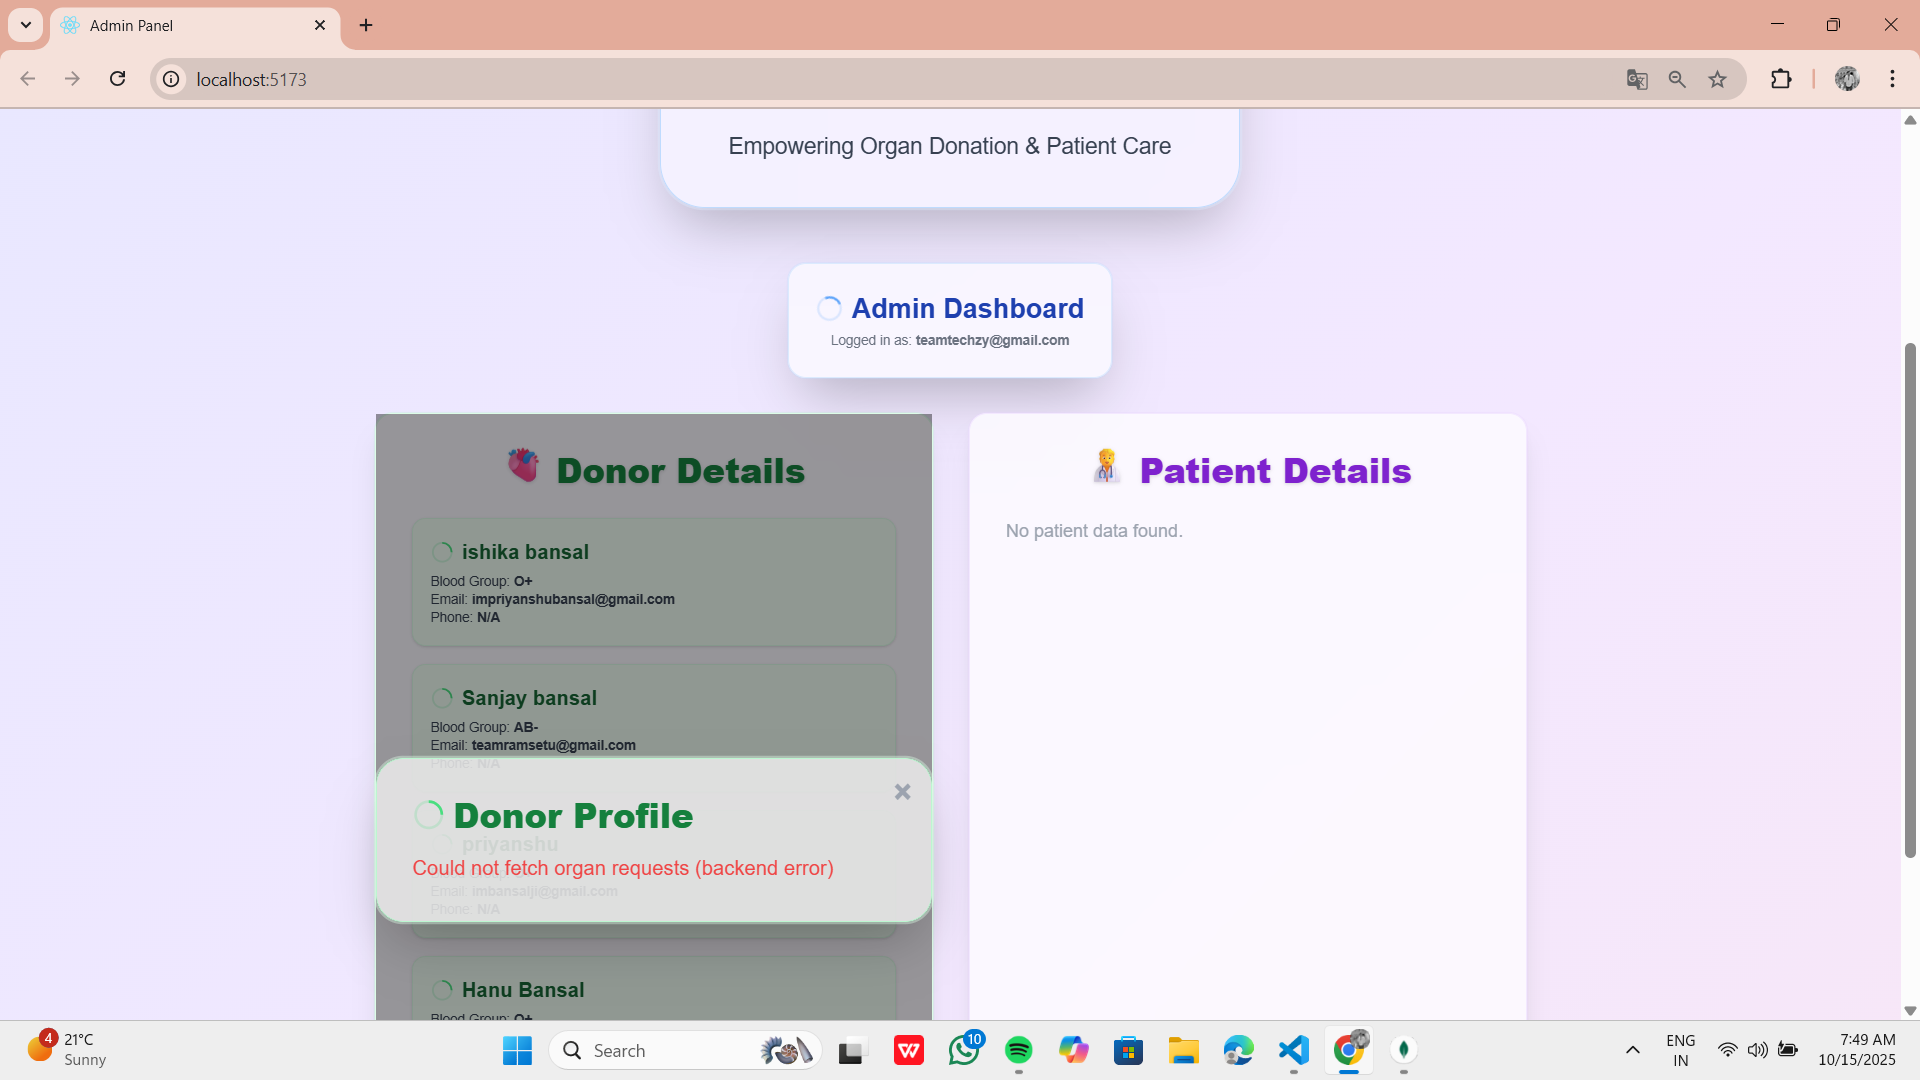 Admin Panel
localhost:5173
Empowering Organ Donation & Patient Care
Admin Dashboard
Logged in as: teamtechzy@gmail.com
Donor Details
ishika bansal
Blood Group: O+
Email: impriyanshubansal@gmail.com
Phone: N/A
Sanjay bansal
Blood Group: AB-
Email: teamramsetu@gmail.com
Phone: N/A
Donor Profile
priyanshu
Could not fetch organ requests (backend error)
Email: imbansalji@gmail.com
Phone: N/A
Hanu Bansal
Blood Group: O+
Patient Details
No patient data found.
4
21°C
Sunny
Search
10
ENG
IN
7:49 AM
10/15/2025